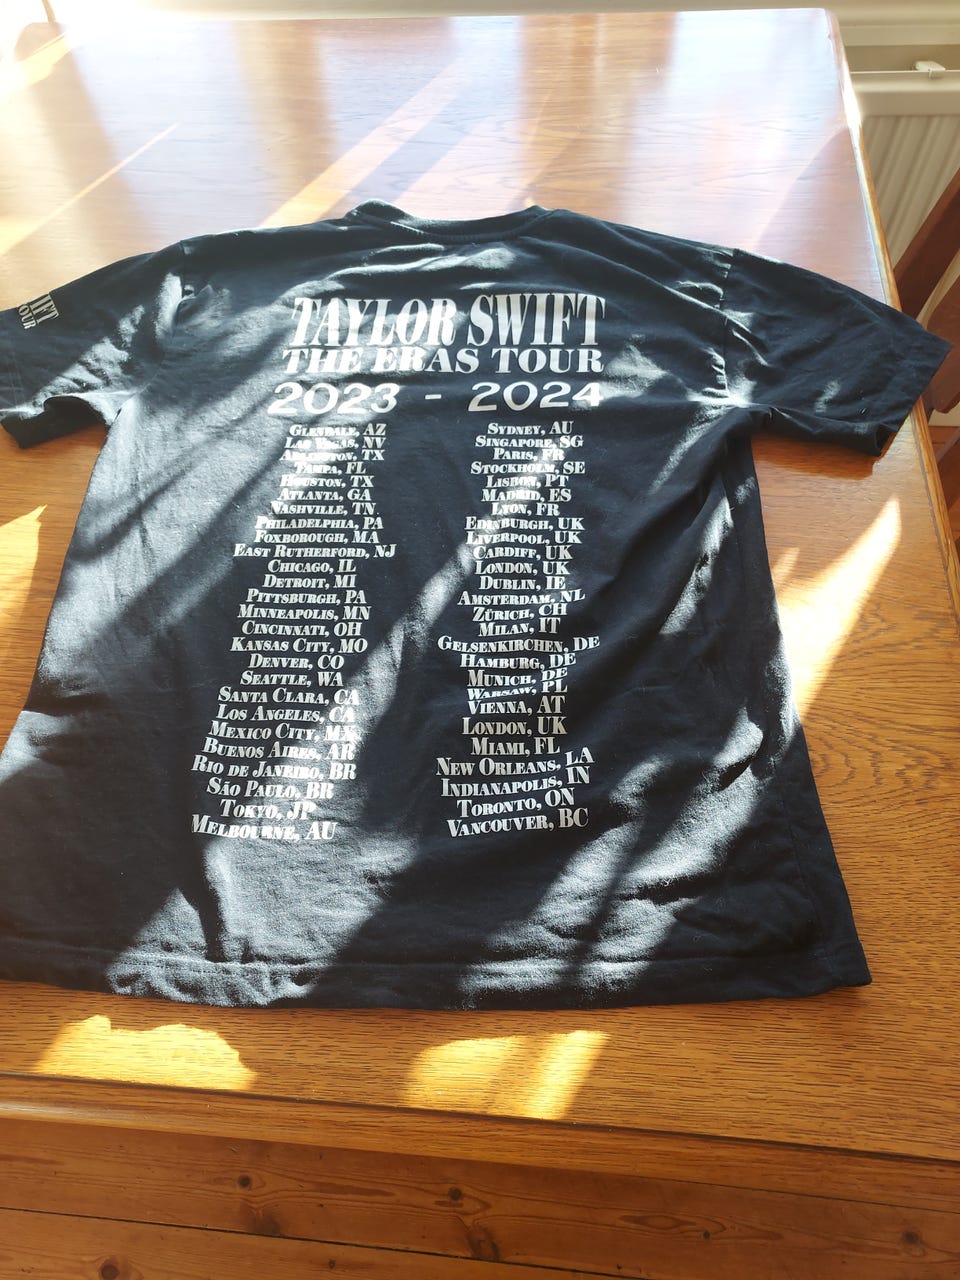 IFT
OUR
TAYLOR SWIFT
THE ERAS TOUR
2023 - 2024
GLENDALE, AZ
LAS VEGAS, NV
ARLINGTON, TX
TAMPA, FL
HOUSTON, TX
ATLANTA, GA
NASHVILLE, TN
PHILADELPHIA, PA
FOXBOROUGH, MA
EAST RUTHERFORD, NJ
CHICAGO, IL
DETROIT, MI
PITTSBURGH, PA
MINNEAPOLIS, MN
CINCINNATI, OH
KANSAS CITY, MO
DENVER, CO
SEATTLE, WA
SANTA CLARA, CA
LOS ANGELES, CA
MEXICO CITY, MX
BUENOS AIRES, AR
RIO DE JANEIRO, BR
SÃO PAULO, BR
TOKYO, JP
MELBOURNE, AU
SYDNEY, AU
SINGAPORE, SG
PARIS, FR
STOCKHOLM, SE
LISBON, PT
MADRID, ES
LYON, FR
EDINBURGH, UK
LIVERPOOL, UK
CARDIFF, UK
LONDON, UK
DUBLIN, IE
AMSTERDAM, NL
ZÜRICH, CH
MILAN, IT
GELSENKIRCHEN, DE
HAMBURG, DE
MUNICH, DE
WARSAW, PL
VIENNA, AT
LONDON, UK
MIAMI, FL
NEW ORLEANS, LA
INDIANAPOLIS, IN
TORONTO, ON
VANCOUVER, BC